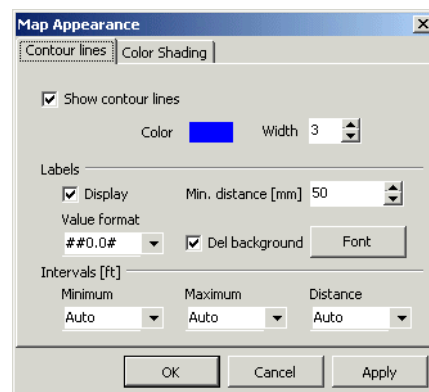 Map Appearance
Contour lines Color Shading
Show contour lines
Color Width 3
Labels
Display Min. distance [mm] 50
Value format
##0.0# Del background Font
Intervals [ft]
Minimum Maximum Distance
Auto Auto Auto
OK Cancel Apply